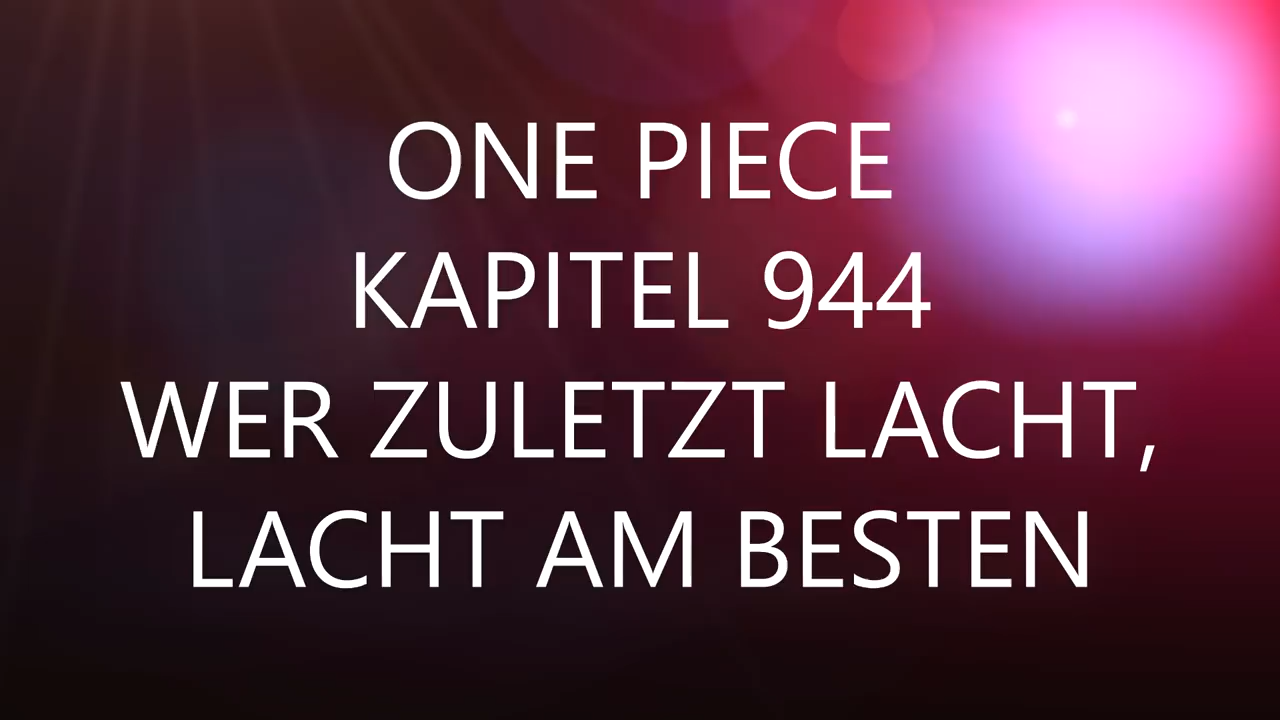 ONE PIECE
KAPITEL 944
WER ZULETZT LACHT,
LACHT AM BESTEN